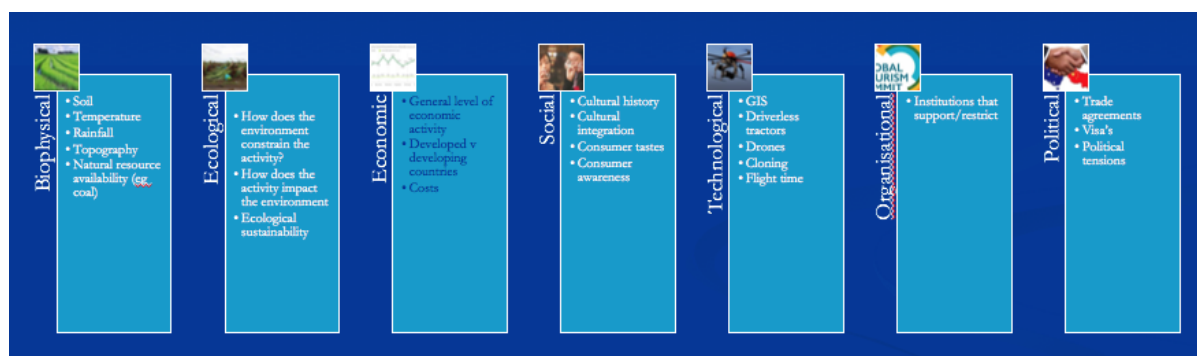 Biophysical
• Soil
• Temperature
• Rainfall
• Topography
• Natural resource
availability (eg
coal)
Ecological
• How does the
environment
constrain the
activity?
• How does the
activity impact
the environment
• Ecological
sustainability
Economic
• General level of
economic
activity
• Developed v
developing
countries
• Costs
Social
• Cultural history
• Cultural
integration
• Consumer tastes
• Consumer
awareness
Technological
• GIS
• Driverless
tractors
• Drones
• Cloning
• Flight time
OBAL
URISM
MMIT
Organisational
• Institutions that
support/restrict
Political
• Trade
agreements
• Visa's
• Political
tensions